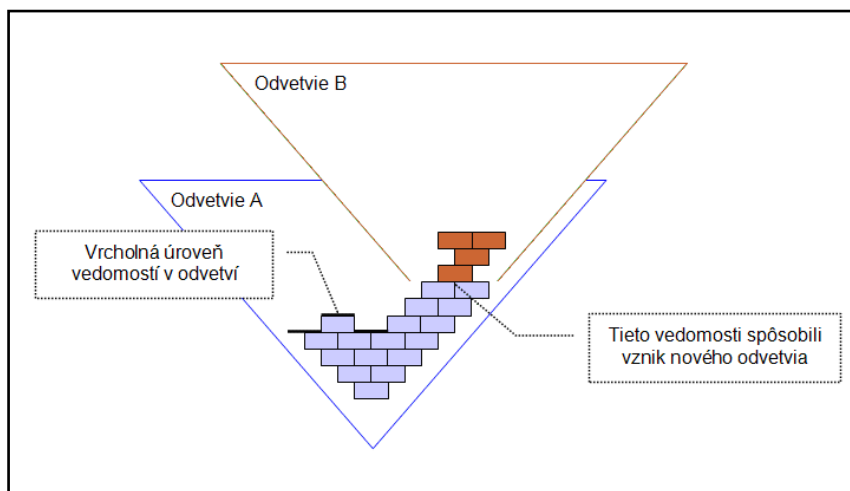 Odvetvie B
Odvetvie A
Vrcholná úroveň
vedomostí v odvetví
Tieto vedomosti spôsobili
vznik nového odvetvia